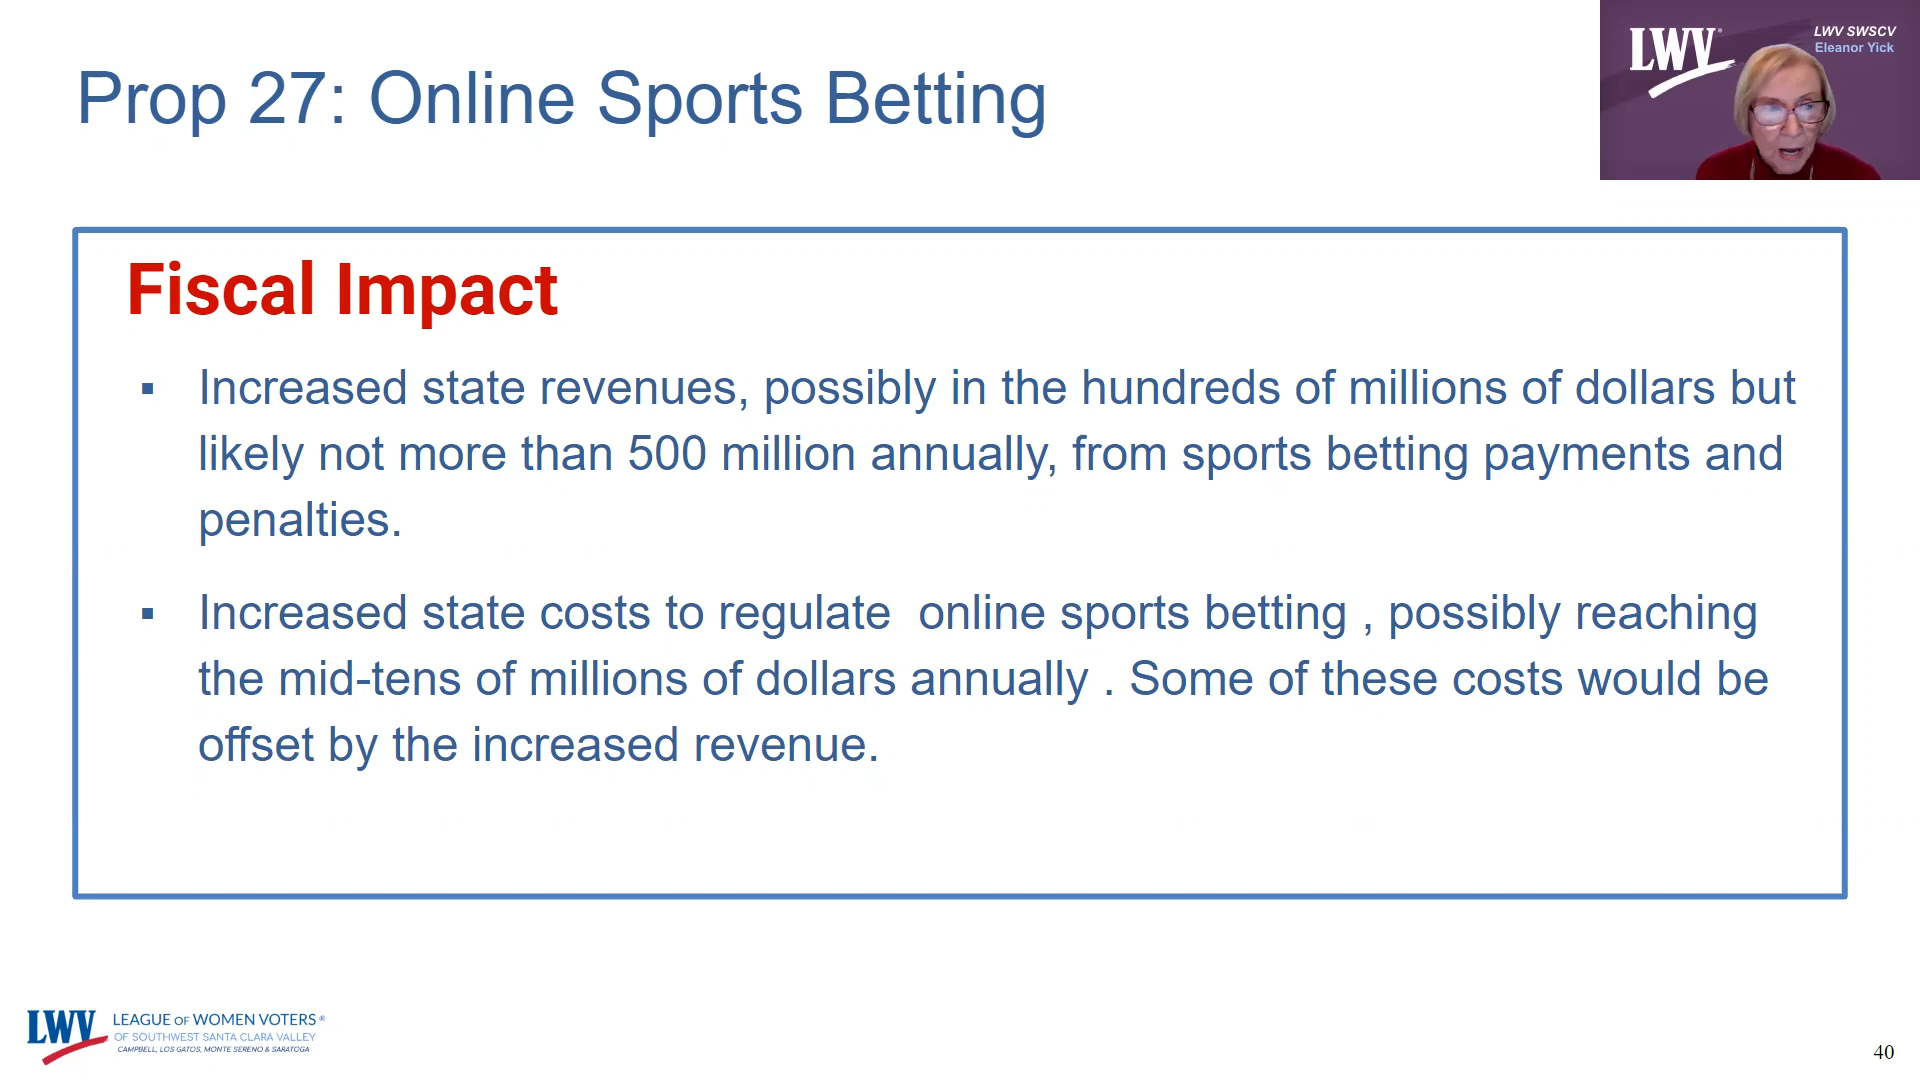 Prop 27: Online Sports Betting
LWV®
LWV SWSCV
Eleanor Yick
Fiscal Impact
▪ Increased state revenues, possibly in the hundreds of millions of dollars but
likely not more than 500 million annually, from sports betting payments and
penalties.
▪ Increased state costs to regulate  online sports betting , possibly reaching
the mid-tens of millions of dollars annually . Some of these costs would be
offset by the increased revenue.
LWV
LEAGUE OF WOMEN VOTERS®
OF SOUTHWEST SANTA CLARA VALLEY
CAMPBELL, LOS GATOS, MONTE SERENO & SARATOGA
40